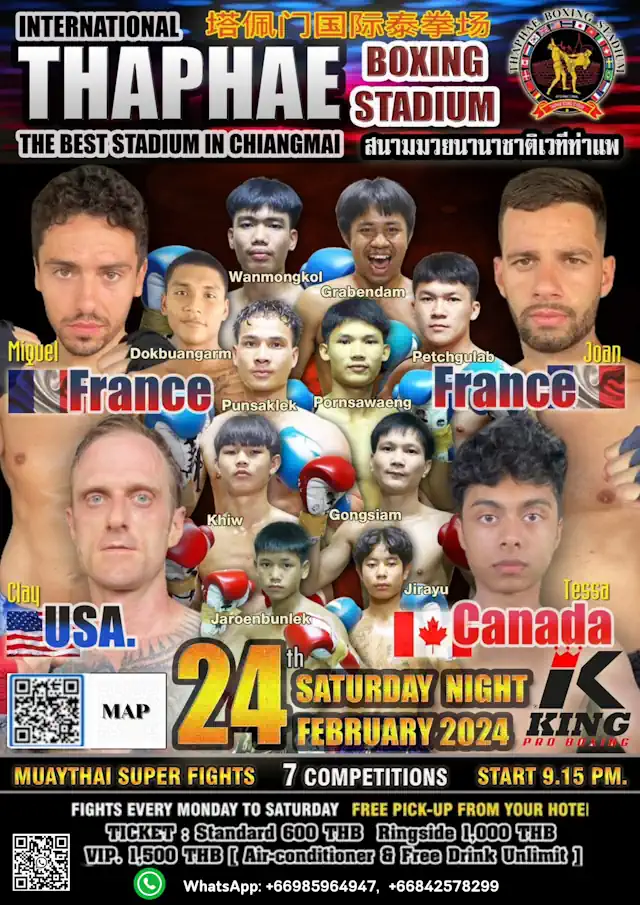 INTERNATIONAL
塔佩门国际泰拳场
THAPHAE
BOXING
STADIUM
THAPHAE BOXING STADIUM
THE BEST STADIUM IN CHIANGMAI
สนามมวยนานาชาติเวทีท่าแพ
Wanmongkol
Grabendam
Miguel
Dokbuangarm
Petchgulab
Joan
France
France
Punsaklek
Pornsawaeng
Khiw
Gongsiam
Clay
Jirayu
Tessa
USA.
Jaroenbunlek
Canada
MAP
24th
SATURDAY NIGHT
FEBRUARY 2024
K
KING
PRO BOXING
MUAYTHAI SUPER FIGHTS 7 COMPETITIONS START 9.15 PM.
FIGHTS EVERY MONDAY TO SATURDAY FREE PICK-UP FROM YOUR HOTEl
TICKET : Standard 600 THB Ringside 1,000 THB
VIP. 1,500 THB [ Air-conditioner & Free Drink Unlimit ]
WhatsApp: +66985964947, +66842578299